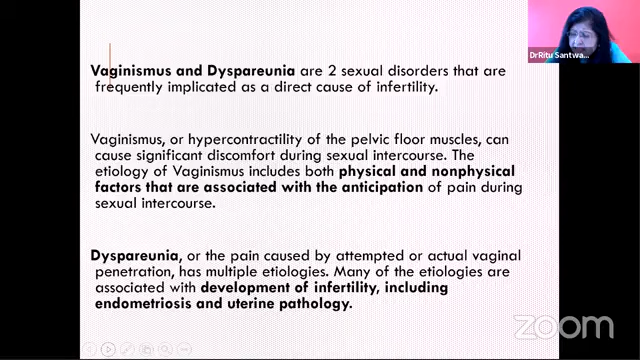 Vaginismus and Dyspareunia are 2 sexual disorders that are
frequently implicated as a direct cause of infertility.
Vaginismus, or hypercontractility of the pelvic floor muscles, can
cause significant discomfort during sexual intercourse. The
etiology of Vaginismus includes both physical and nonphysical
factors that are associated with the anticipation of pain during
sexual intercourse.
Dyspareunia, or the pain caused by attempted or actual vaginal
penetration, has multiple etiologies. Many of the etiologies are
associated with development of infertility, including
endometriosis and uterine pathology.
DrRitu Santwa...
zoom